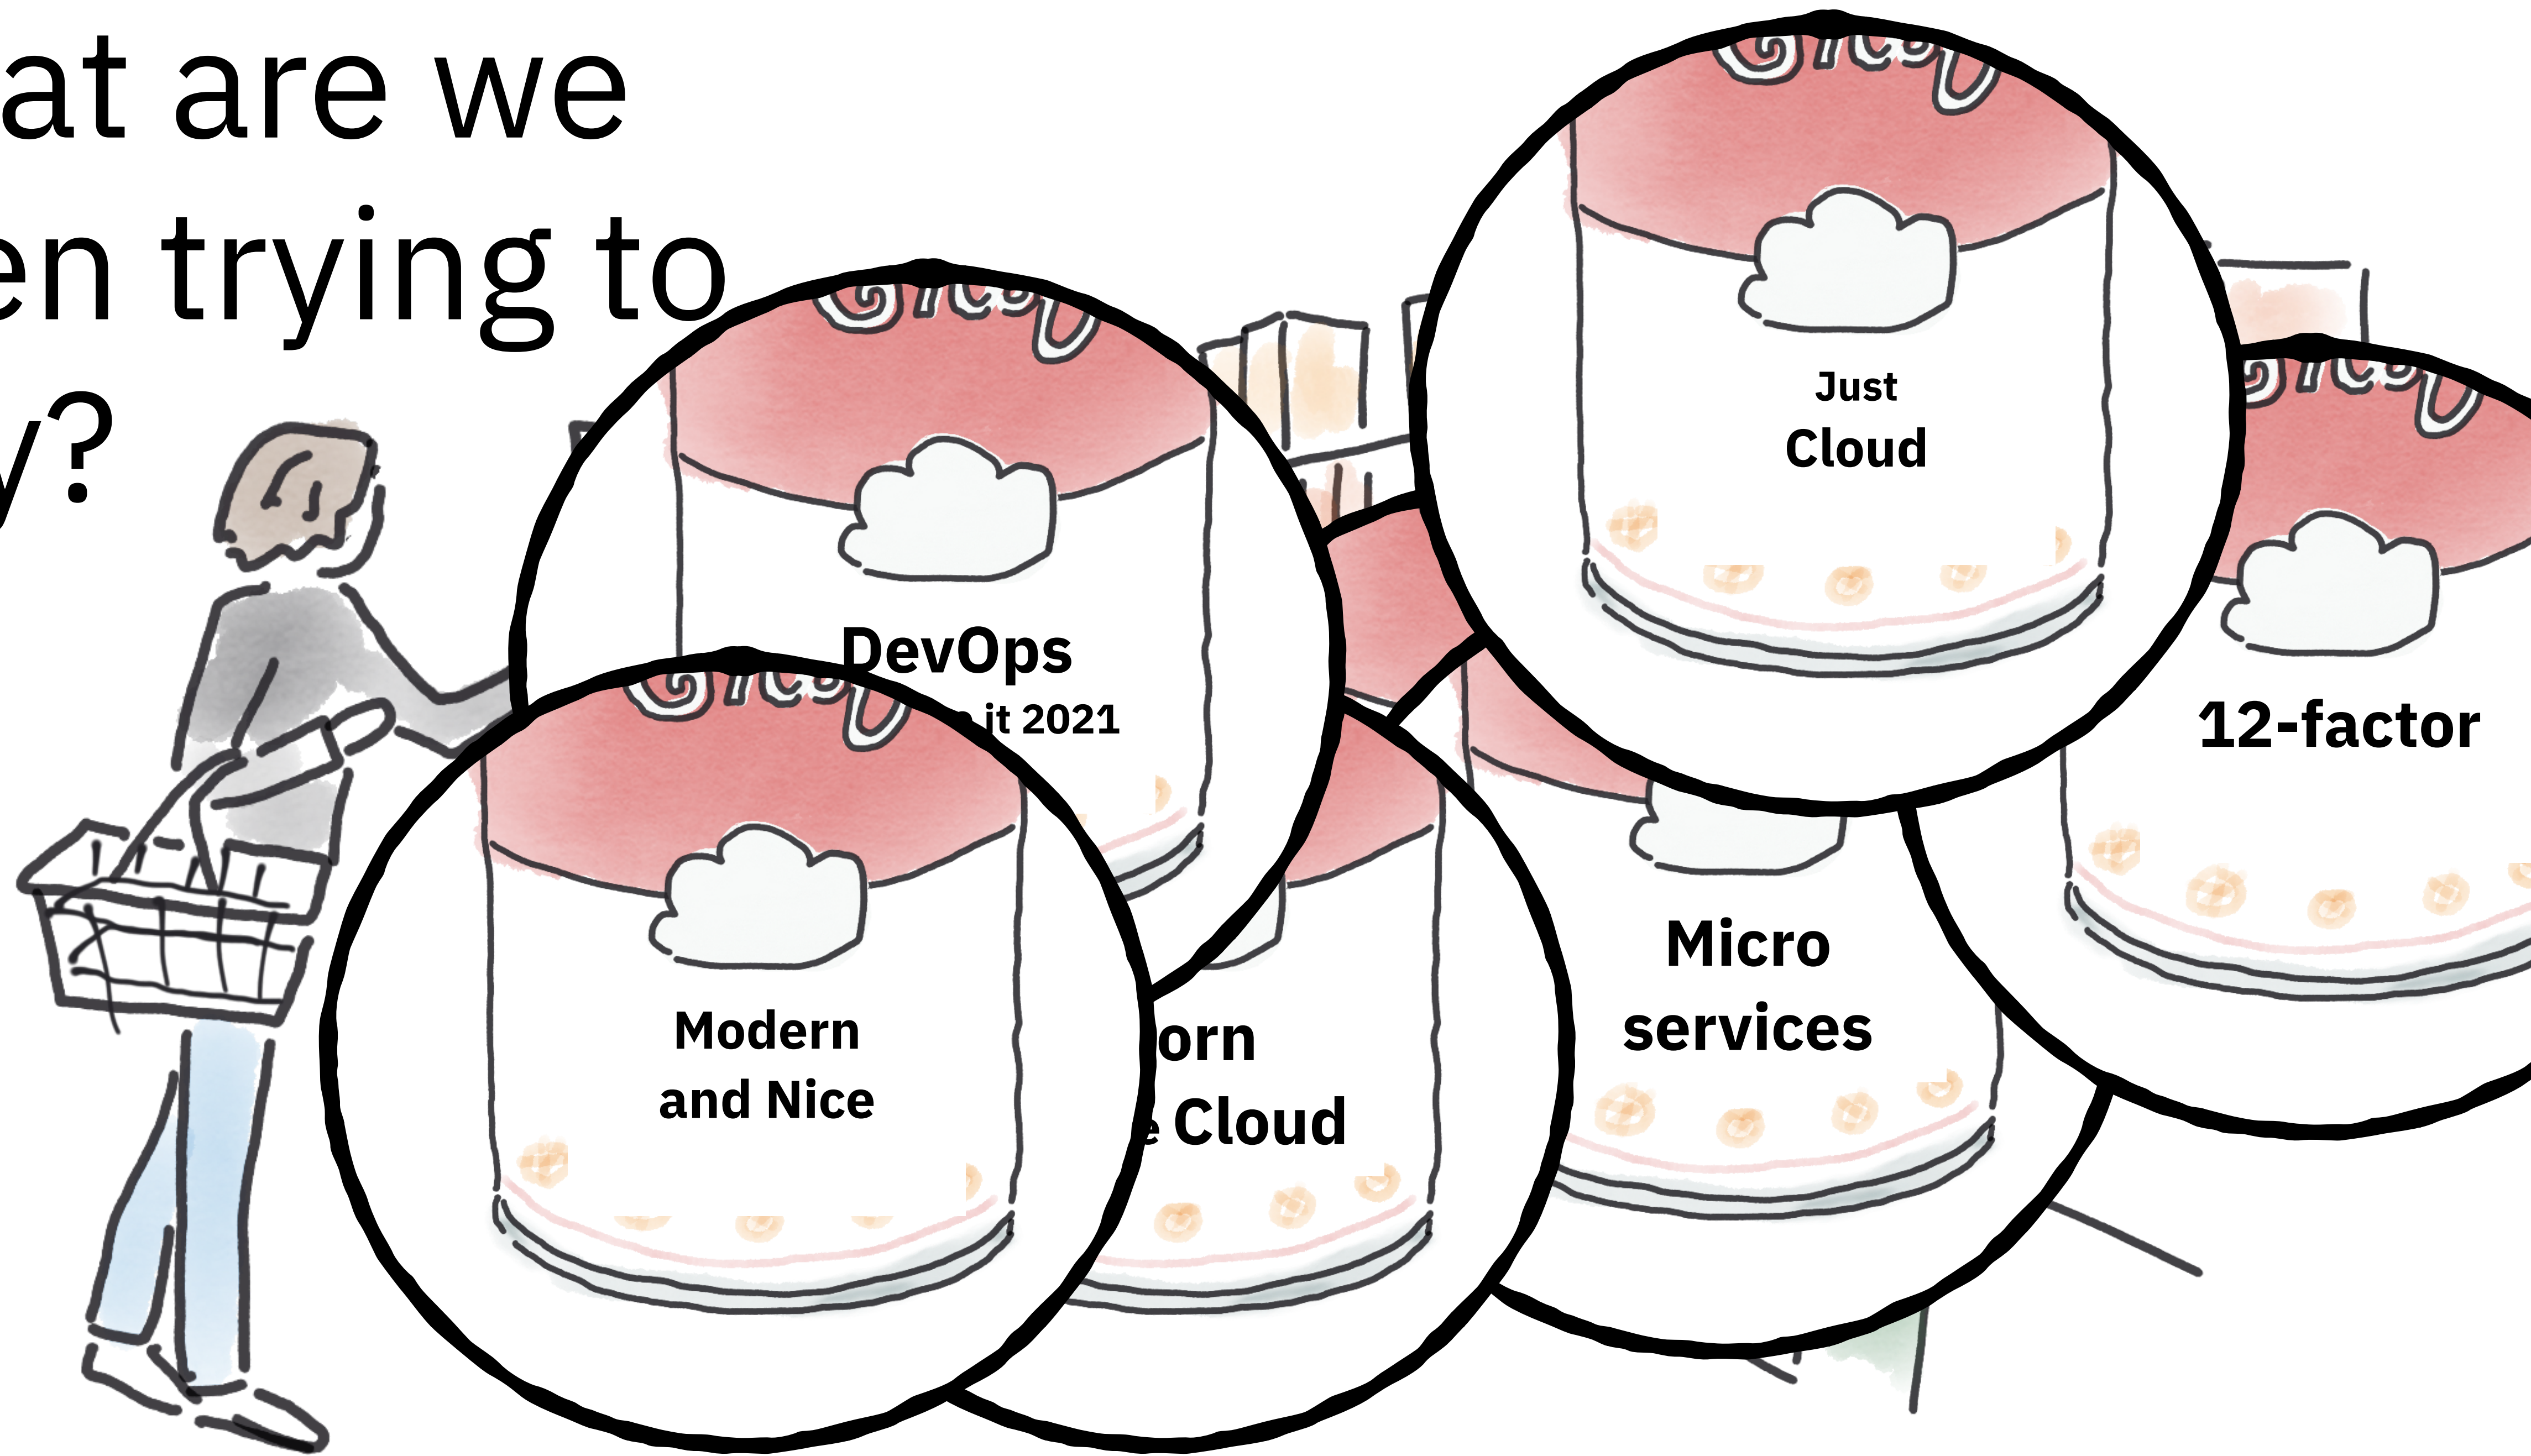 at are we
en trying to
y?
Just
Cloud
12-factor
DevOps
it 2021
Micro
services
Modern
and Nice
orn
e Cloud